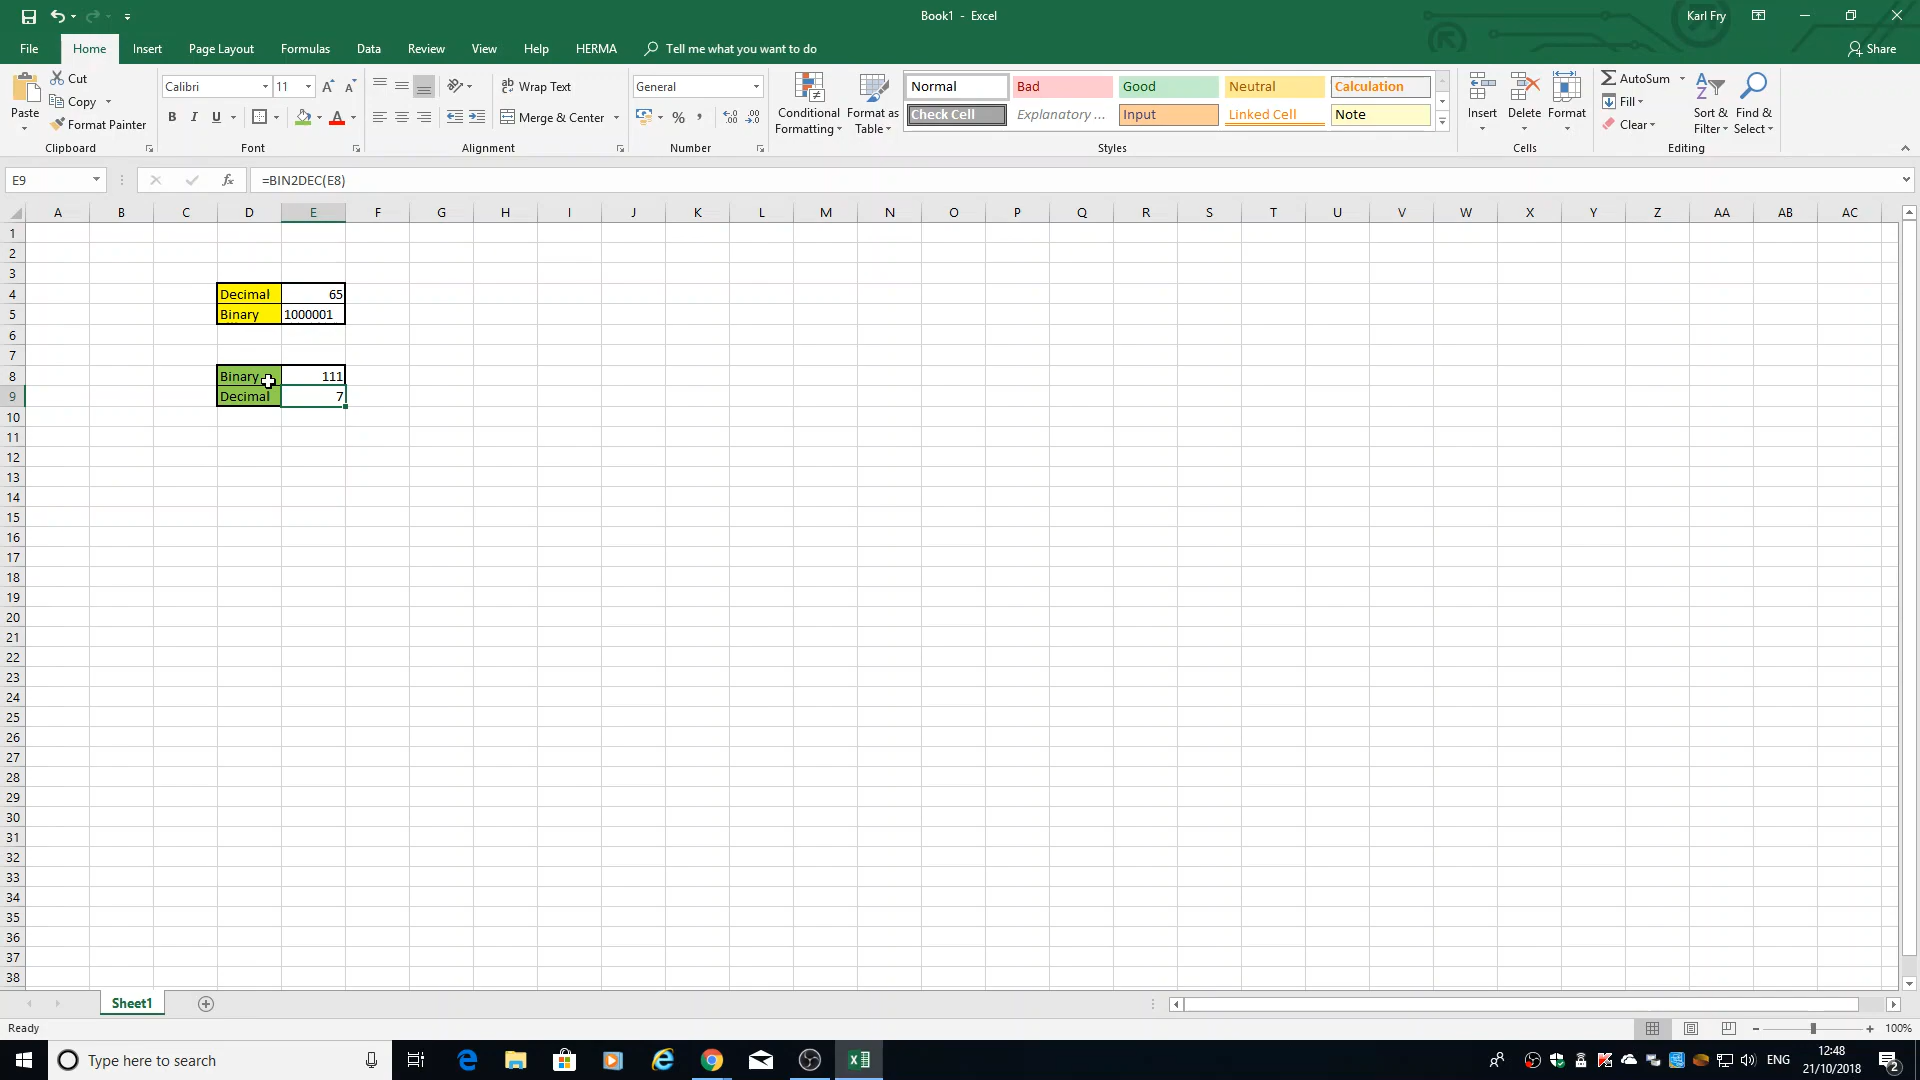 Book1 - Excel
Karl Fry
File Home Insert Page Layout Formulas Data Review View Help HERMA Tell me what you want to do Share
Paste
Cut
Copy
Format Painter
Clipboard
Calibri 11
B I U
Font
Wrap Text
Merge & Center
Alignment
General
Number
Conditional Formatting
Format as Table
Normal Bad Good Neutral Calculation
Check Cell Explanatory ... Input Linked Cell Note
Styles
Insert Delete Format
Cells
AutoSum
Fill
Clear
Sort & Filter
Find & Select
Editing
E9 fx =BIN2DEC(E8)
A B C D E F G H I J K L M N O P Q R S T U V W X Y Z AA AB AC
1
2
3
4 Decimal 65
5 Binary 1000001
6
7
8 Binary 111
9 Decimal 7
10
11
12
13
14
15
16
17
18
19
20
21
22
23
24
25
26
27
28
29
30
31
32
33
34
35
36
37
38
Sheet1
Ready
100%
Type here to search
ENG
12:48
21/10/2018
2